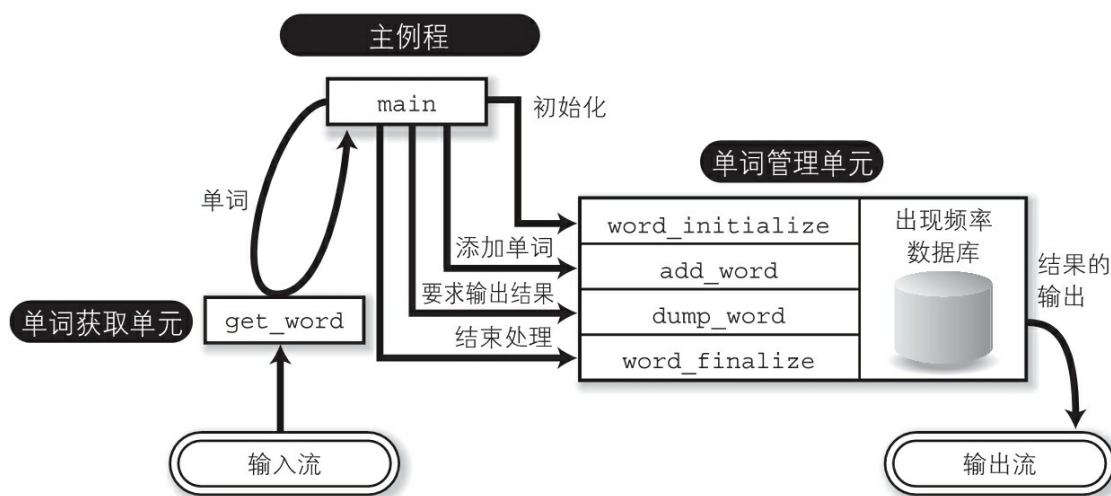 主例程
main
初始化
单词管理单元
单词
word_initialize
出现频率
数据库
添加单词
add_word
结果的
输出
要求输出结果
dump_word
单词获取单元
get_word
结束处理
word_finalize
输入流
输出流